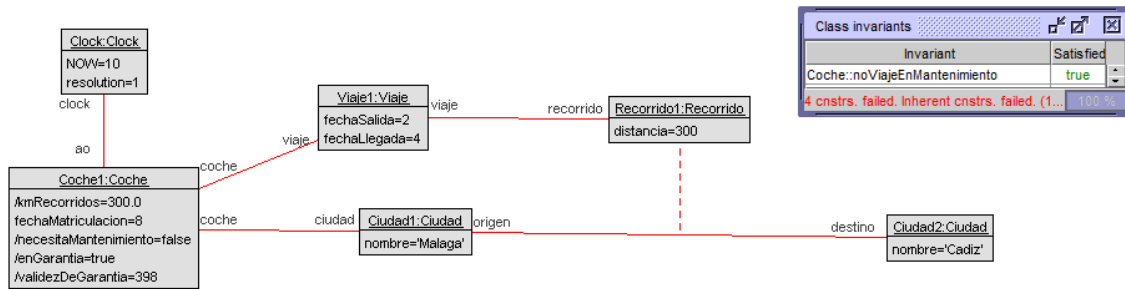 Clock:Clock
NOW=10
resolution=1
clock
ao
Coche1:Coche
/kmRecorridos=300.0
fechaMatriculacion=8
/necesitaMantenimiento=false
/enGarantia=true
/validezDeGarantia=398
coche
viaje
Viaje1:Viaje
fechaSalida=2
fechaLlegada=4
viaje
recorrido
Recorrido1:Recorrido
distancia=300
coche
ciudad
Ciudad1:Ciudad
nombre='Malaga'
origen
destino
Ciudad2:Ciudad
nombre='Cadiz'
Class invariants
Invariant Satisfied
Coche::noViajeEnMantenimiento true
4 cnstrs. failed. Inherent cnstrs. failed. (1... 100 %